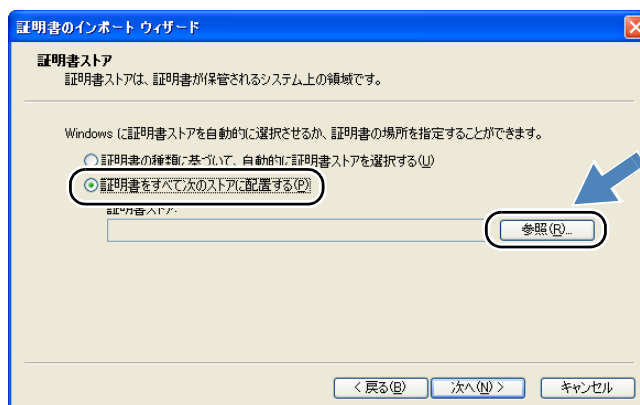 証明書のインポート ウィザード
証明書ストア
証明書ストアは、証明書が保管されるシステム上の領域です。
Windows に証明書ストアを自動的に選択させるか、証明書の場所を指定することができます。
証明書の種類に基づいて、自動的に証明書ストアを選択する(U)
証明書をすべて次のストアに配置する(P)
証明書ストア:
参照(R)...
< 戻る(B)
次へ(N) >
キャンセル